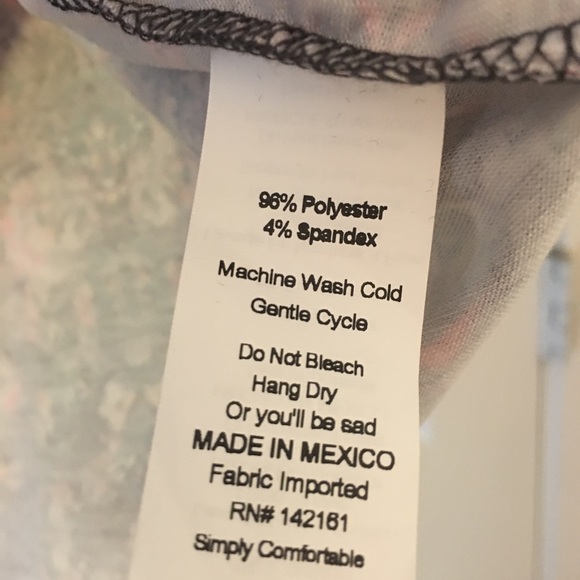 96% Polyester
4% Spandex
Machine Wash Cold
Gentle Cycle
Do Not Bleach
Hang Dry
Or you'll be sad
MADE IN MEXICO
Fabric Imported
RN# 142161
Simply Comfortable